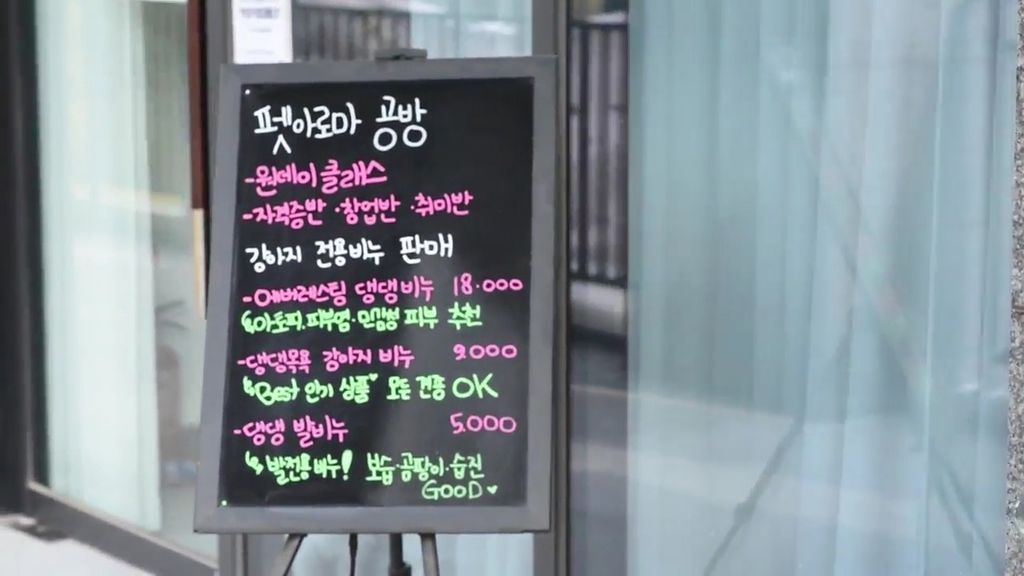 펫아로마 공방
-원데이 클래스
-자격증반 ·창업반 ·취미반
강아지 전용비누 판매
-에버레스팅 댕댕비누 18.000
아토피.피부염·민감성 피부 추천
-댕댕목욕 강아지 비누 9.000
Best 인기 상품♥ 모든 견종 OK
-댕댕 발비누 5.000
발전용비누! 보습·곰팡이·습진
GOOD♥